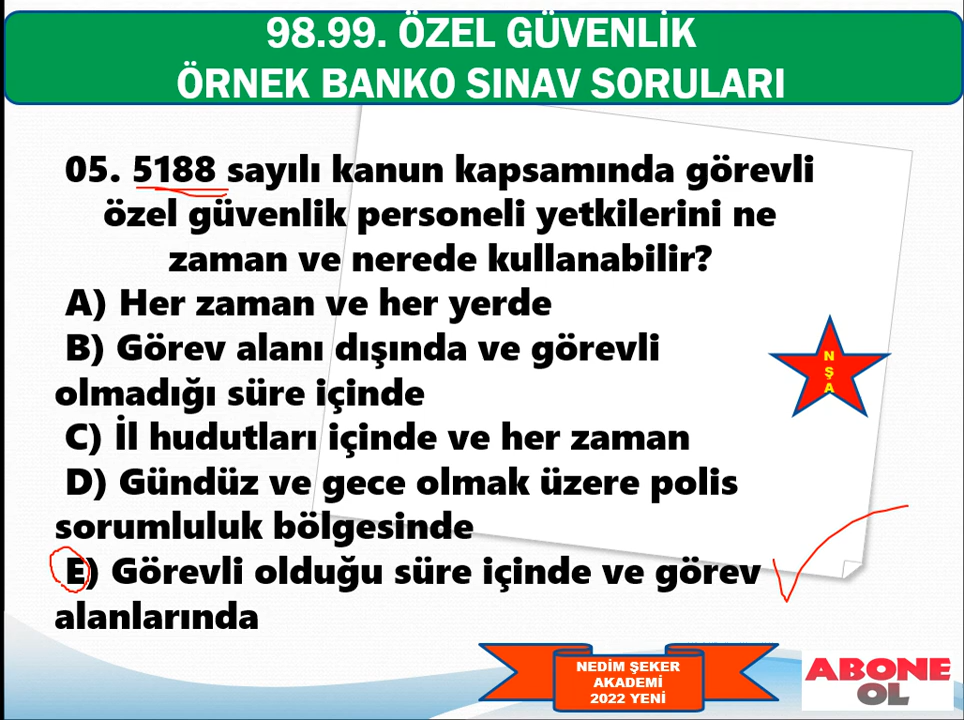 98.99. ÖZEL GÜVENLİK
ÖRNEK BANKO SINAV SORULARI
05. 5188 sayılı kanun kapsamında görevli
özel güvenlik personeli yetkilerini ne
zaman ve nerede kullanabilir?
A) Her zaman ve her yerde
B) Görev alanı dışında ve görevli
olmadığı süre içinde
C) İl hudutları içinde ve her zaman
D) Gündüz ve gece olmak üzere polis
sorumluluk bölgesinde
E) Görevli olduğu süre içinde ve görev
alanlarında
N
Ş
A
NEDİM ŞEKER
AKADEMİ
2022 YENİ
ABONE
OL